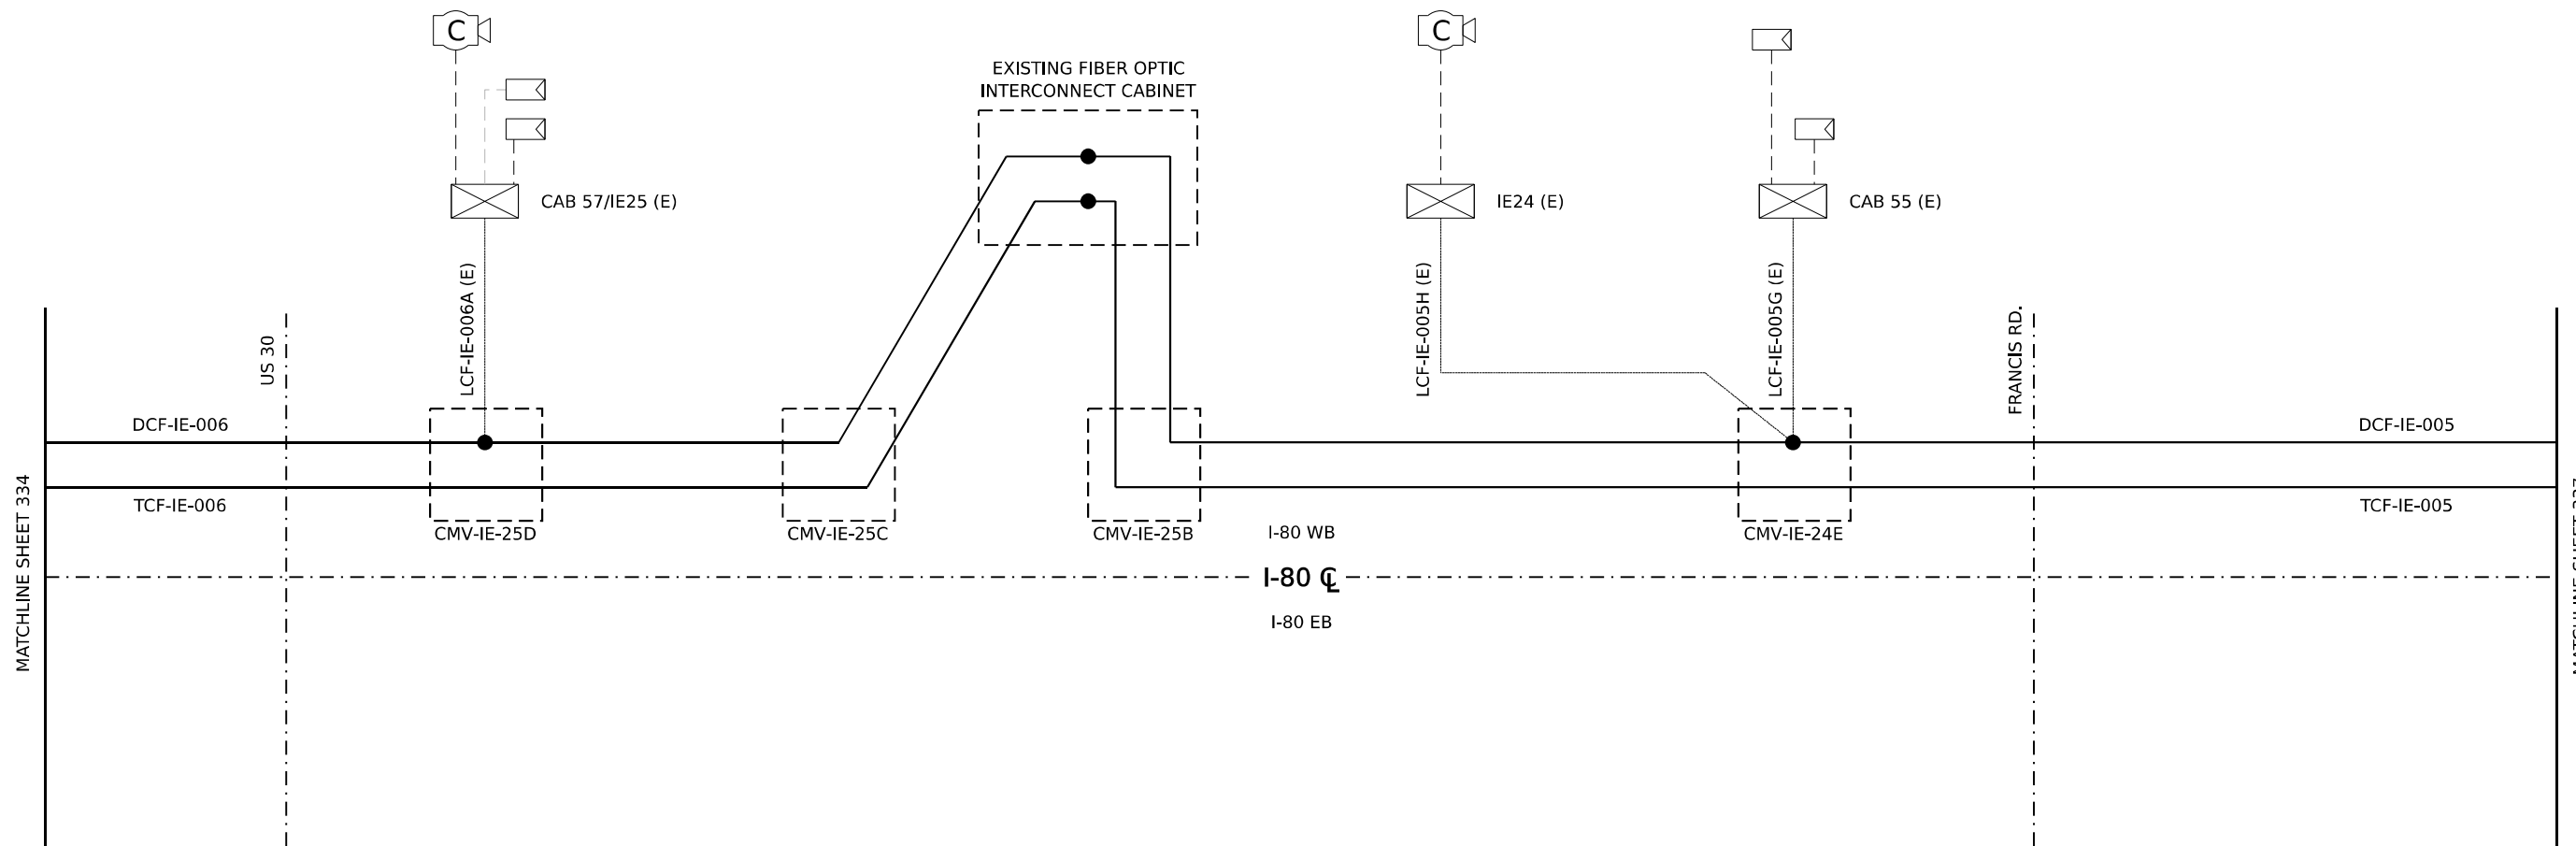 C
C
EXISTING FIBER OPTIC
INTERCONNECT CABINET
CAB 57/IE25 (E)
IE24 (E)
CAB 55 (E)
LCF-IE-006A (E)
LCF-IE-005H (E)
LCF-IE-005G (E)
US 30
FRANCIS RD.
DCF-IE-006
DCF-IE-005
TCF-IE-006
TCF-IE-005
CMV-IE-25D
CMV-IE-25C
CMV-IE-25B
I-80 WB
CMV-IE-24E
MATCHLINE SHEET 334
I-80 ℄
I-80 EB